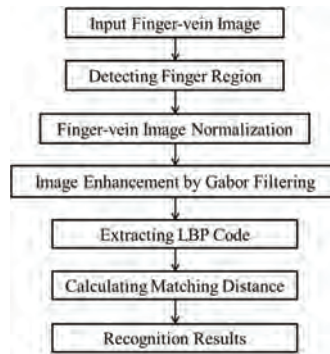 Input Finger-vein Image
Detecting Finger Region
Finger-vein Image Normalization
Image Enhancement by Gabor Filtering
Extracting LBP Code
Calculating Matching Distance
Recognition Results